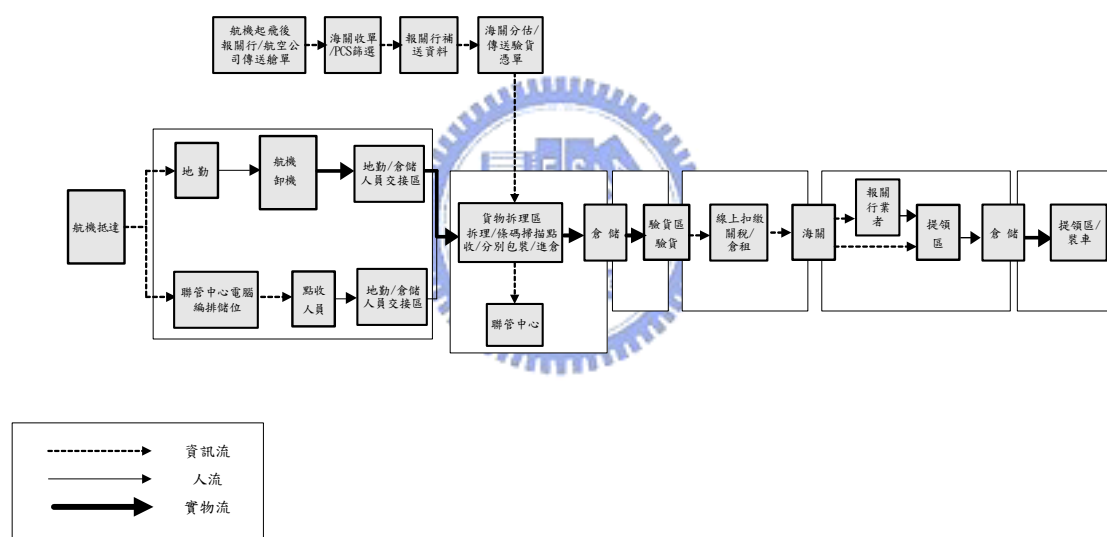 航機起飛後
報關行/航空公
司傳送艙單
海關收單
/PCS篩選
報關行補
送資料
海關分估/
傳送驗貨
憑單
航機抵達
地勤
航機
卸機
地勤/倉儲
人員交接區
聯管中心電腦
編排儲位
點收
人員
地勤/倉儲
人員交接區
貨物拆理區
拆理/條碼掃描點
收/分別包裝/進倉
聯管中心
倉儲
驗貨區
驗貨
線上扣繳
關稅/
倉租
海關
報關
行業
者
提領
區
倉儲
提領區/
裝車
資訊流
人流
實物流